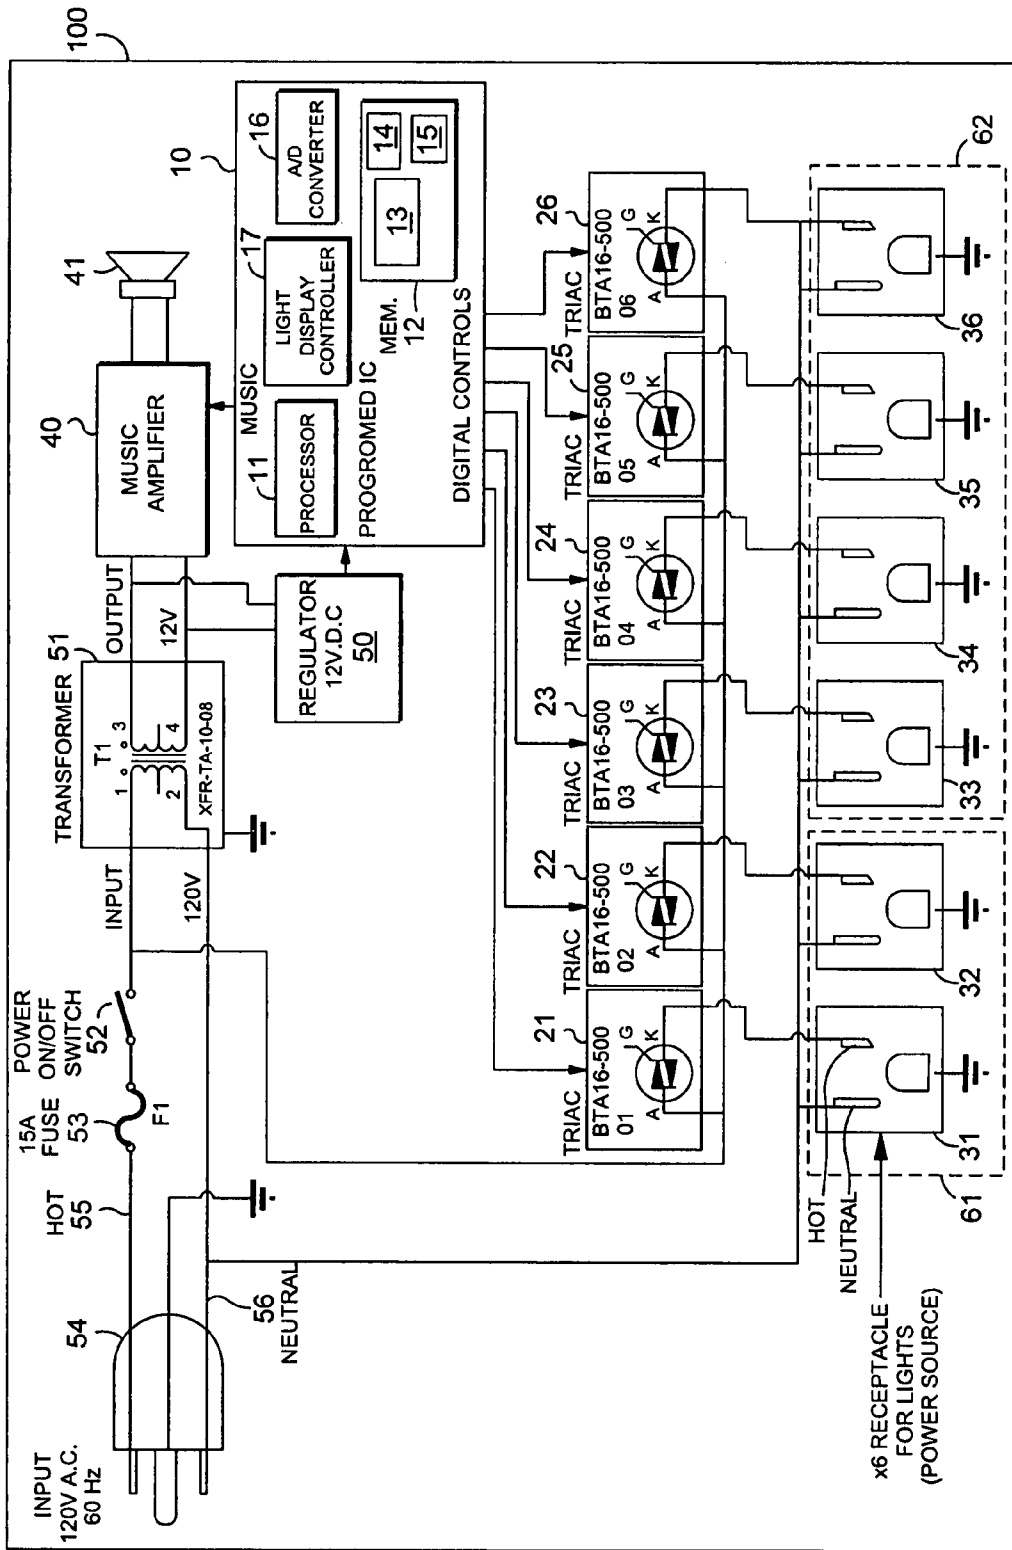 100
INPUT
120V A.C.
60 Hz
54
HOT
55
15A
FUSE
53
F1
POWER
ON/OFF
SWITCH
52
56
NEUTRAL
INPUT
120V
TRANSFORMER
51
T1
1
3
2
4
XFR-TA-10-08
OUTPUT
12V
40
MUSIC
AMPLIFIER
41
REGULATOR
12V.D.C
50
10
MUSIC
11
PROCESSOR
17
LIGHT
DISPLAY
CONTROLLER
16
A/D
CONVERTER
PROGROMED IC
MEM.
12
13
14
15
DIGITAL CONTROLS
TRIAC
21
BTA16-500
01
A
G
K
TRIAC
22
BTA16-500
02
A
G
K
TRIAC
23
BTA16-500
03
A
G
K
TRIAC
24
BTA16-500
04
A
G
K
TRIAC
25
BTA16-500
05
A
G
K
TRIAC
26
BTA16-500
06
A
G
K
HOT
NEUTRAL
x6 RECEPTACLE
FOR LIGHTS
(POWER SOURCE)
61
31
32
33
34
35
36
62